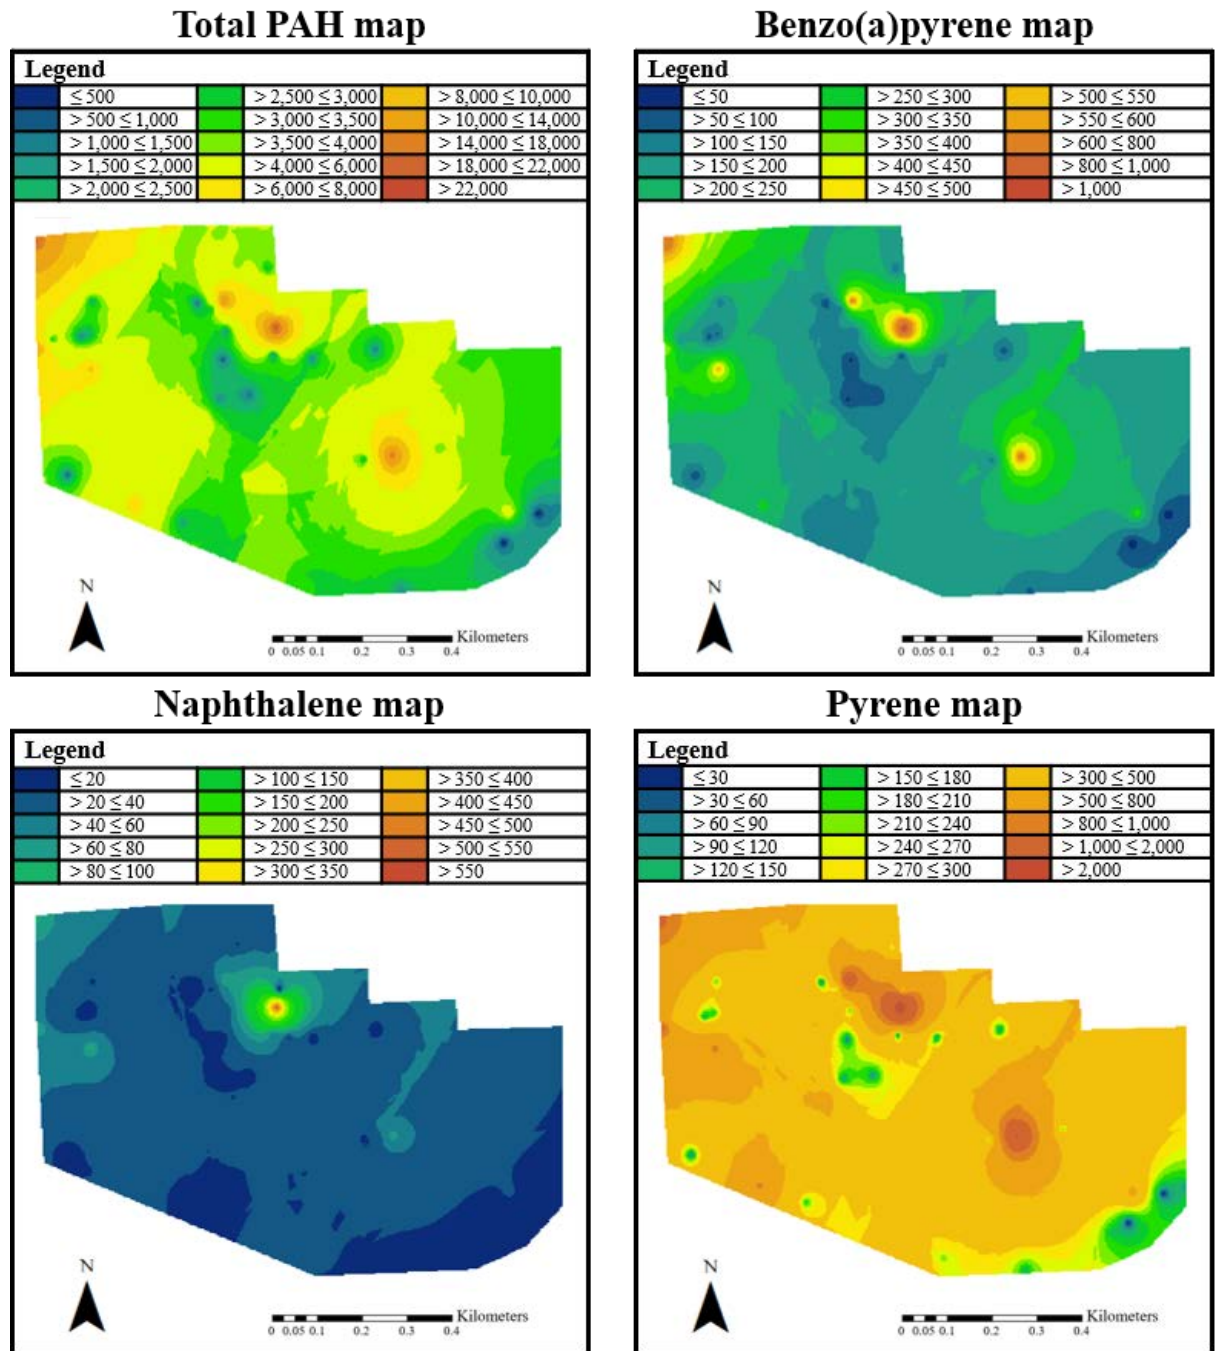 Total PAH map
Legend
≤ 500 > 2,500 ≤ 3,000 > 8,000 ≤ 10,000
> 500 ≤ 1,000 > 3,000 ≤ 3,500 > 10,000 ≤ 14,000
> 1,000 ≤ 1,500 > 3,500 ≤ 4,000 > 14,000 ≤ 18,000
> 1,500 ≤ 2,000 > 4,000 ≤ 6,000 > 18,000 ≤ 22,000
> 2,000 ≤ 2,500 > 6,000 ≤ 8,000 > 22,000
N
Kilometers
0 0.05 0.1 0.2 0.3 0.4
Benzo(a)pyrene map
Legend
≤ 50 > 250 ≤ 300 > 500 ≤ 550
> 50 ≤ 100 > 300 ≤ 350 > 550 ≤ 600
> 100 ≤ 150 > 350 ≤ 400 > 600 ≤ 800
> 150 ≤ 200 > 400 ≤ 450 > 800 ≤ 1,000
> 200 ≤ 250 > 450 ≤ 500 > 1,000
N
Kilometers
0 0.05 0.1 0.2 0.3 0.4
Naphthalene map
Legend
≤ 20 > 100 ≤ 150 > 350 ≤ 400
> 20 ≤ 40 > 150 ≤ 200 > 400 ≤ 450
> 40 ≤ 60 > 200 ≤ 250 > 450 ≤ 500
> 60 ≤ 80 > 250 ≤ 300 > 500 ≤ 550
> 80 ≤ 100 > 300 ≤ 350 > 550
N
Kilometers
0 0.05 0.1 0.2 0.3 0.4
Pyrene map
Legend
≤ 30 > 150 ≤ 180 > 300 ≤ 500
> 30 ≤ 60 > 180 ≤ 210 > 500 ≤ 800
> 60 ≤ 90 > 210 ≤ 240 > 800 ≤ 1,000
> 90 ≤ 120 > 240 ≤ 270 > 1,000 ≤ 2,000
> 120 ≤ 150 > 270 ≤ 300 > 2,000
N
Kilometers
0 0.05 0.1 0.2 0.3 0.4